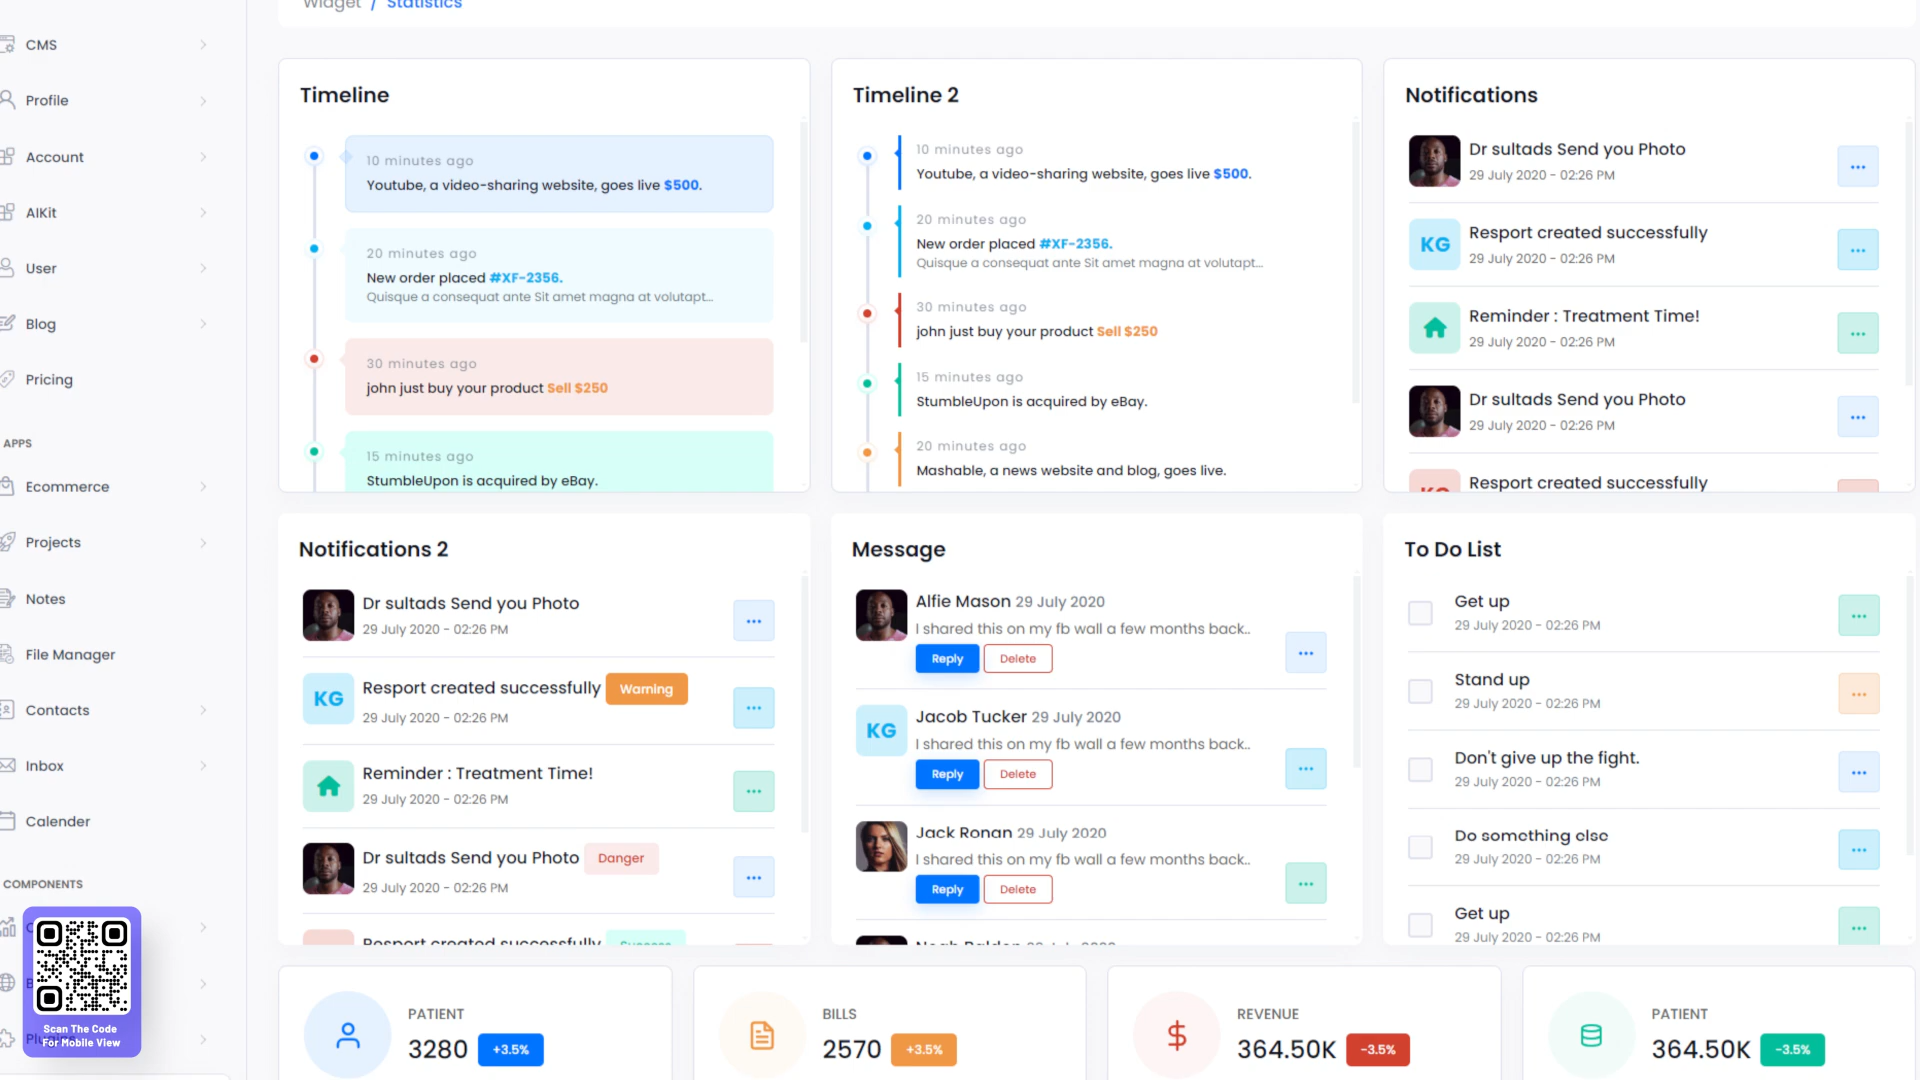 Widget / Statistics
CMS
Profile
Account
AIKit
User
Blog
Pricing
APPS
Ecommerce
Projects
Notes
File Manager
Contacts
Inbox
Calender
COMPONENTS
Scan The Code
For Mobile View
Timeline
10 minutes ago
Youtube, a video-sharing website, goes live $500.
20 minutes ago
New order placed #XF-2356.
Quisque a consequat ante Sit amet magna at volutapt...
30 minutes ago
john just buy your product Sell $250
15 minutes ago
StumbleUpon is acquired by eBay.
Timeline 2
10 minutes ago
Youtube, a video-sharing website, goes live $500.
20 minutes ago
New order placed #XF-2356.
Quisque a consequat ante Sit amet magna at volutapt...
30 minutes ago
john just buy your product Sell $250
15 minutes ago
StumbleUpon is acquired by eBay.
20 minutes ago
Mashable, a news website and blog, goes live.
Notifications
Dr sultads Send you Photo
29 July 2020 - 02:26 PM
KG
Resport created successfully
29 July 2020 - 02:26 PM
Reminder : Treatment Time!
29 July 2020 - 02:26 PM
Dr sultads Send you Photo
29 July 2020 - 02:26 PM
KG
Resport created successfully
Notifications 2
Dr sultads Send you Photo
29 July 2020 - 02:26 PM
KG
Resport created successfully Warning
29 July 2020 - 02:26 PM
Reminder : Treatment Time!
29 July 2020 - 02:26 PM
Dr sultads Send you Photo Danger
29 July 2020 - 02:26 PM
Resport created successfully Success
Message
Alfie Mason 29 July 2020
I shared this on my fb wall a few months back..
Reply Delete
KG
Jacob Tucker 29 July 2020
I shared this on my fb wall a few months back..
Reply Delete
Jack Ronan 29 July 2020
I shared this on my fb wall a few months back..
Reply Delete
29 July 2020
To Do List
Get up
29 July 2020 - 02:26 PM
Stand up
29 July 2020 - 02:26 PM
Don't give up the fight.
29 July 2020 - 02:26 PM
Do something else
29 July 2020 - 02:26 PM
Get up
29 July 2020 - 02:26 PM
PATIENT
3280 +3.5%
BILLS
2570 +3.5%
REVENUE
364.50K -3.5%
PATIENT
364.50K -3.5%